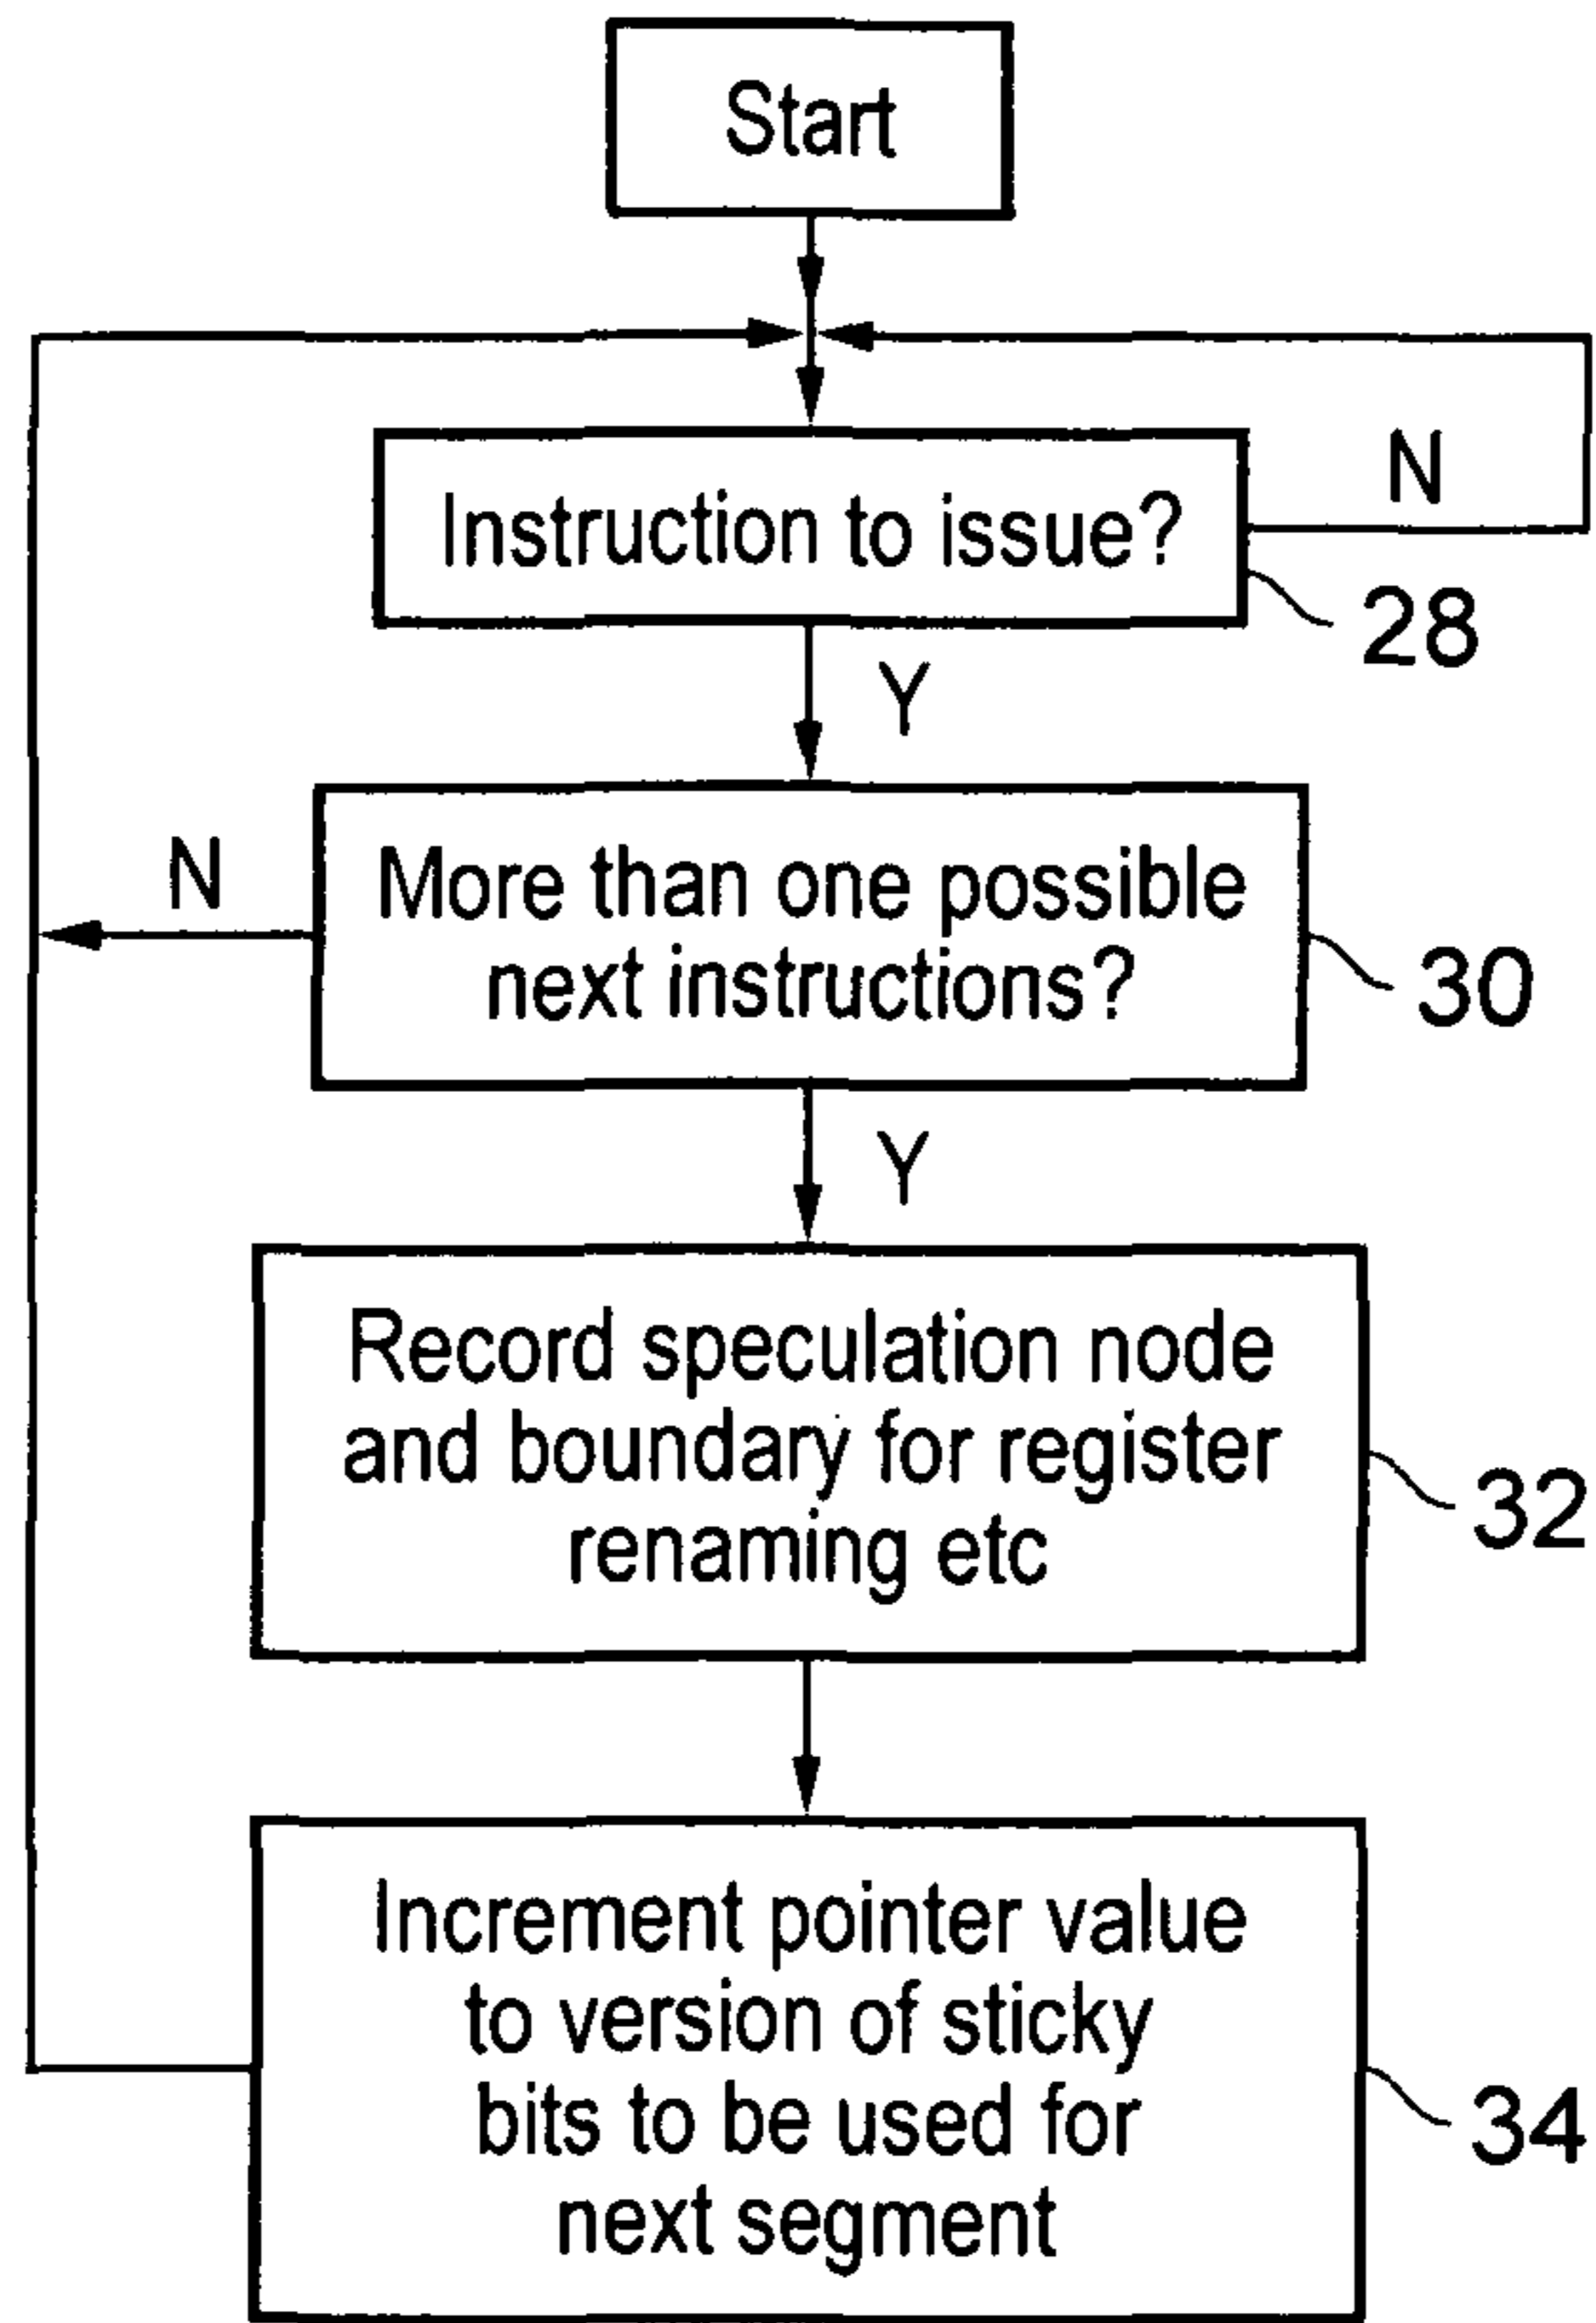 Start
Instruction to issue?
N
28
Y
More than one possible
next instructions?
N
30
Y
Record speculation node
and boundary for register
renaming etc
32
Increment pointer value
to version of sticky
bits to be used for
next segment
34